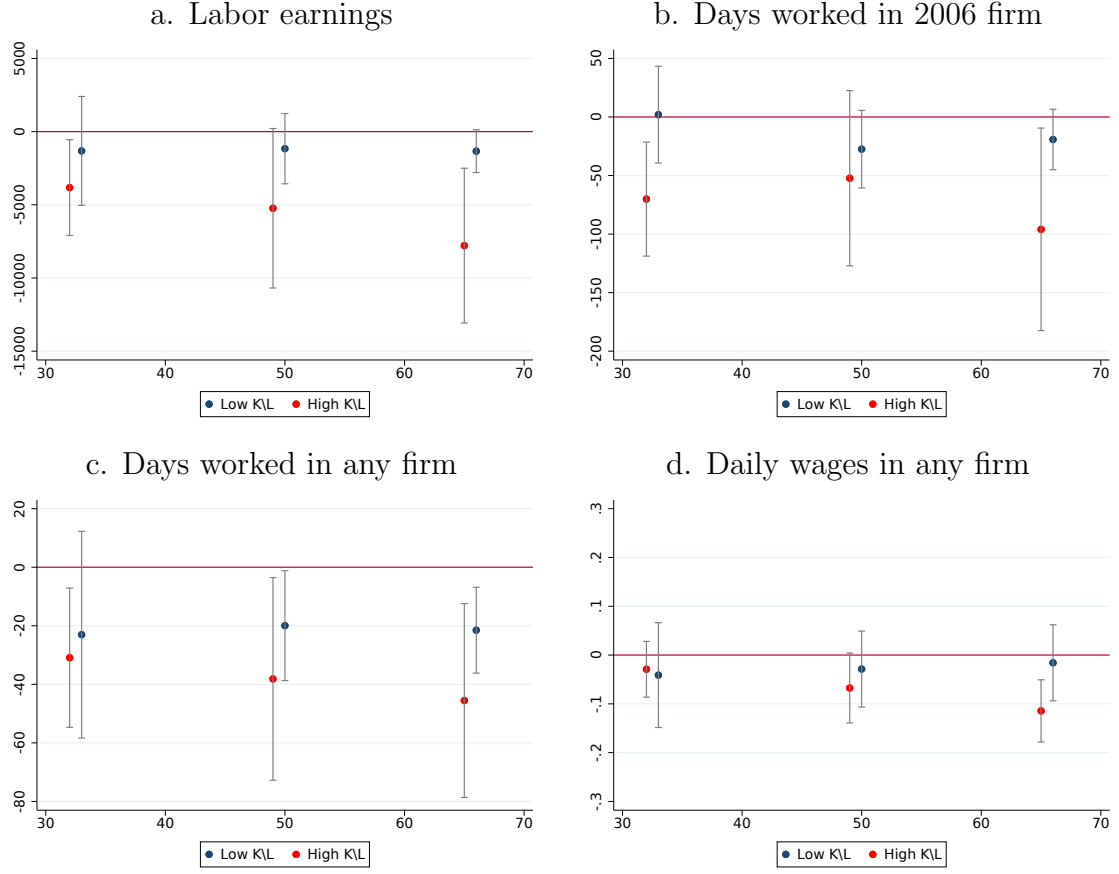 a. Labor earnings
5000
0
-5000
-10000
-15000
30 40 50 60 70
Low K\L High K\L
b. Days worked in 2006 firm
50
0
-50
-100
-150
-200
30 40 50 60 70
Low K\L High K\L
c. Days worked in any firm
20
0
-20
-40
-60
-80
30 40 50 60 70
Low K\L High K\L
d. Daily wages in any firm
.3
.2
.1
0
-.1
-.2
-.3
30 40 50 60 70
Low K\L High K\L